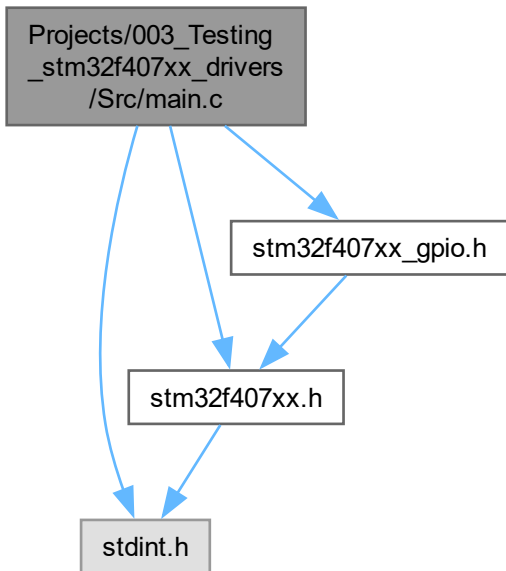 Projects/003_Testing
_stm32f407xx_drivers
/Src/main.c
stm32f407xx_gpio.h
stm32f407xx.h
stdint.h